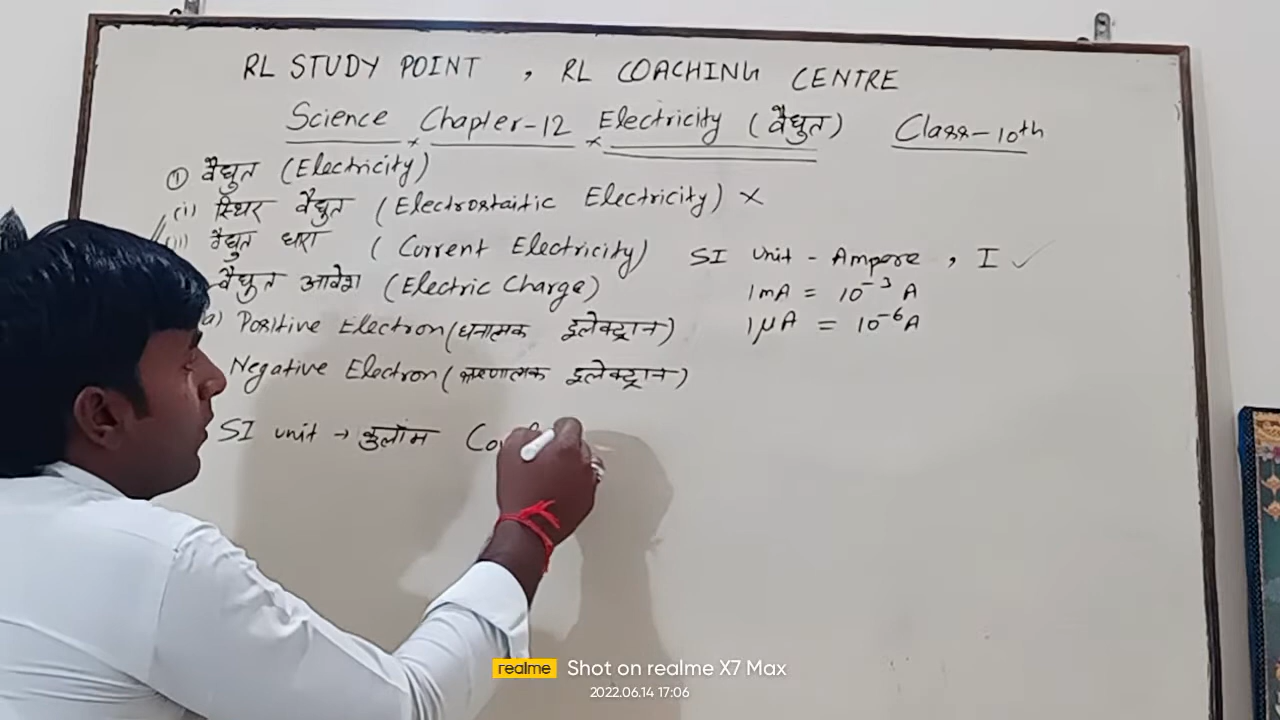 RL STUDY POINT , RL COACHING CENTRE
Science x Chapter-12 x Electricity (वैधुत) Class-10th
① वैधुत (Electricity)
(i) स्थिर वैधुत (Electrostaitic Electricity) ×
(ii) वैधुत धारा (Current Electricity) SI Unit - Ampere , I ✓
वैधुत आवेश (Electric Charge) 1mA = 10⁻³ A
(a) Positive Electron (धनात्मक इलेक्ट्रान) 1μA = 10⁻⁶A
Negative Electron (ऋणात्मक इलेक्ट्रान)
SI unit → कुलॉम
realme Shot on realme X7 Max
2022.06.14 17:06